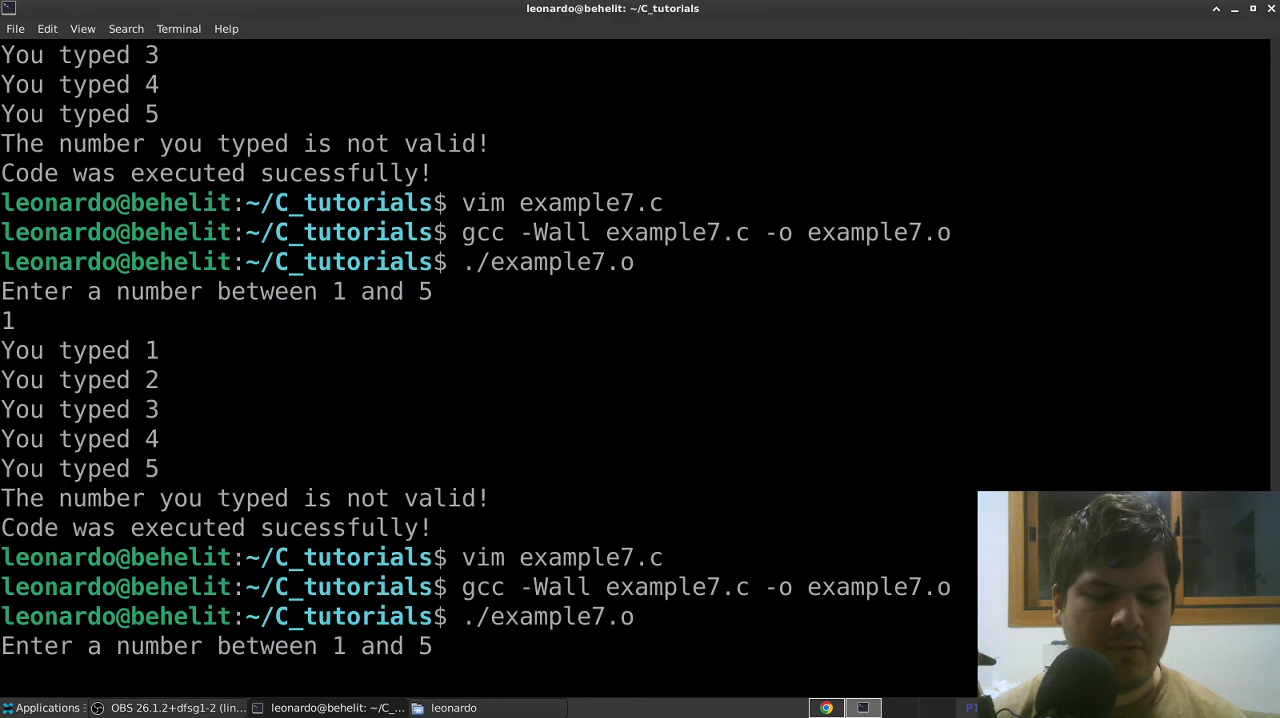 leonardo@behelit: ~/C_tutorials
File Edit View Search Terminal Help
You typed 3
You typed 4
You typed 5
The number you typed is not valid!
Code was executed sucessfully!
leonardo@behelit:~/C_tutorials$ vim example7.c
leonardo@behelit:~/C_tutorials$ gcc -Wall example7.c -o example7.o
leonardo@behelit:~/C_tutorials$ ./example7.o
Enter a number between 1 and 5
1
You typed 1
You typed 2
You typed 3
You typed 4
You typed 5
The number you typed is not valid!
Code was executed sucessfully!
leonardo@behelit:~/C_tutorials$ vim example7.c
leonardo@behelit:~/C_tutorials$ gcc -Wall example7.c -o example7.o
leonardo@behelit:~/C_tutorials$ ./example7.o
Enter a number between 1 and 5
Applications OBS 26.1.2+dfsg1-2 (lin... leonardo@behelit: ~/C_... leonardo PT